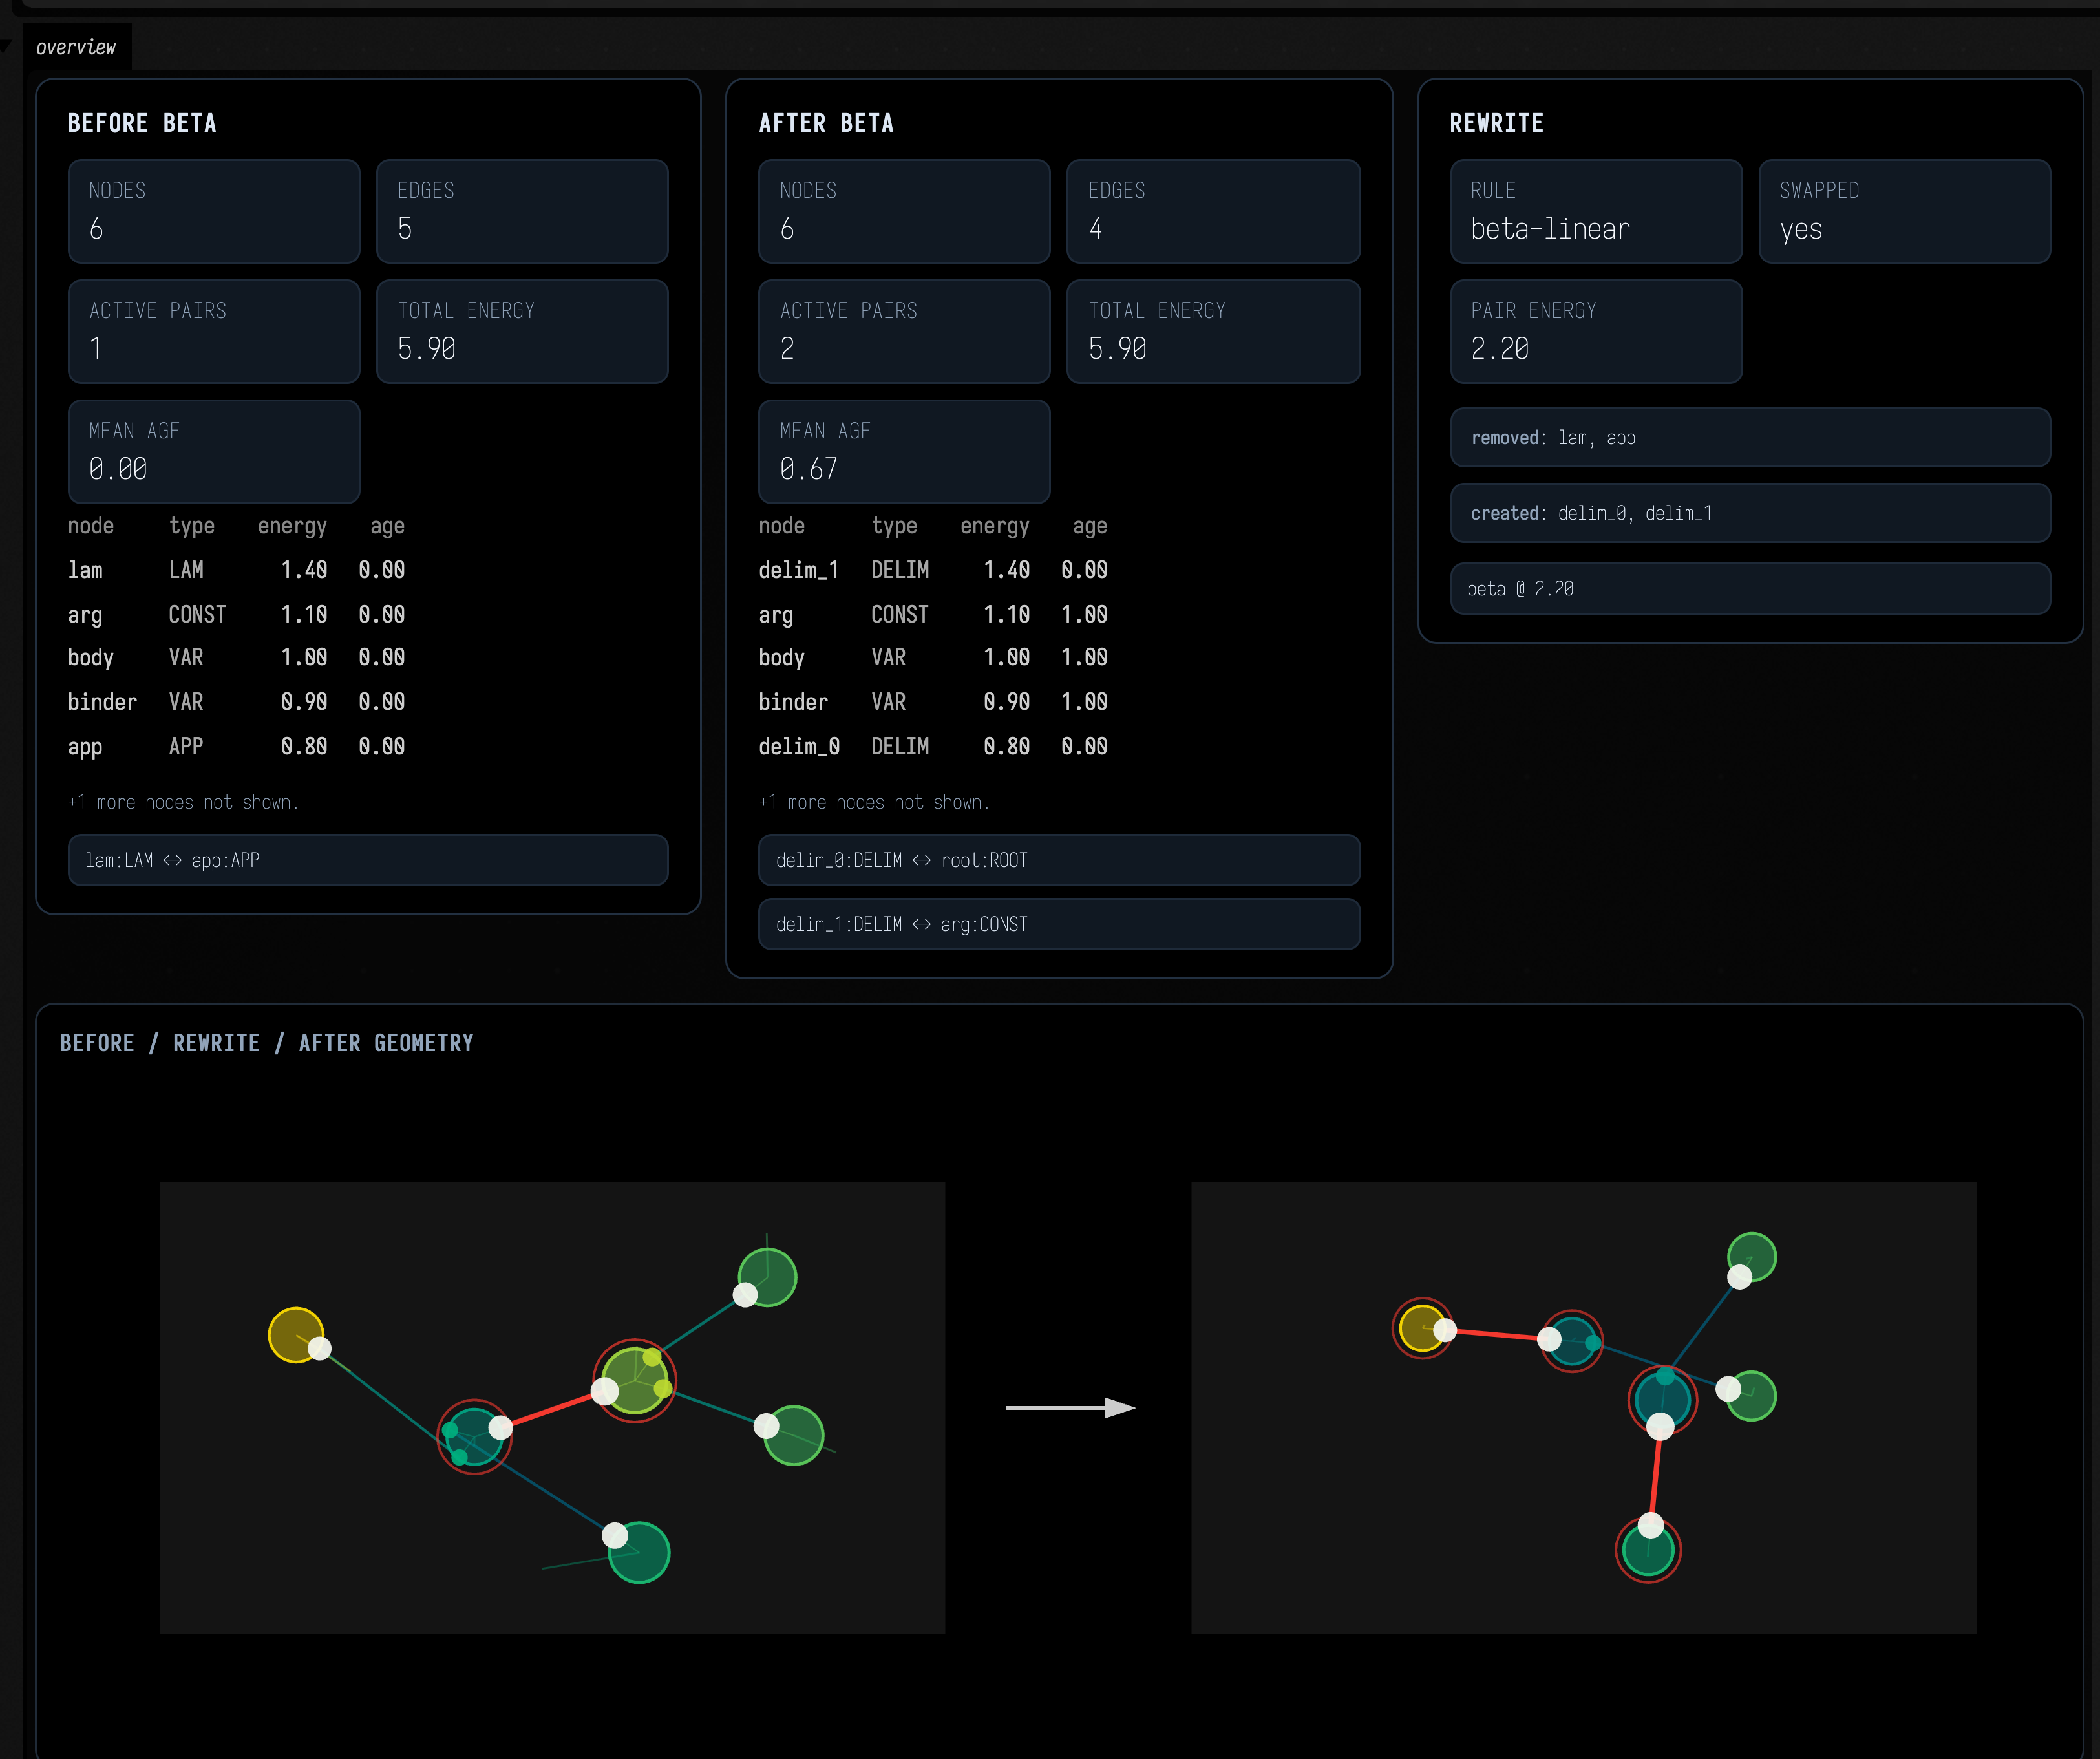 overview
BEFORE BETA
NODES
6
EDGES
5
ACTIVE PAIRS
1
TOTAL ENERGY
5.90
MEAN AGE
0.00
node type energy age
lam LAM 1.40 0.00
arg CONST 1.10 0.00
body VAR 1.00 0.00
binder VAR 0.90 0.00
app APP 0.80 0.00
+1 more nodes not shown.
lam:LAM ↔ app:APP
AFTER BETA
NODES
6
EDGES
4
ACTIVE PAIRS
2
TOTAL ENERGY
5.90
MEAN AGE
0.67
node type energy age
delim_1 DELIM 1.40 0.00
arg CONST 1.10 1.00
body VAR 1.00 1.00
binder VAR 0.90 1.00
delim_0 DELIM 0.80 0.00
+1 more nodes not shown.
delim_0:DELIM ↔ root:ROOT
delim_1:DELIM ↔ arg:CONST
REWRITE
RULE
beta-linear
SWAPPED
yes
PAIR ENERGY
2.20
removed: lam, app
created: delim_0, delim_1
beta @ 2.20
BEFORE / REWRITE / AFTER GEOMETRY